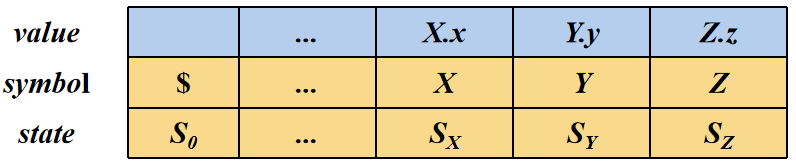 value ... X.x Y.y Z.z
symbol $ ... X Y Z
state S0 ... SX SY SZ